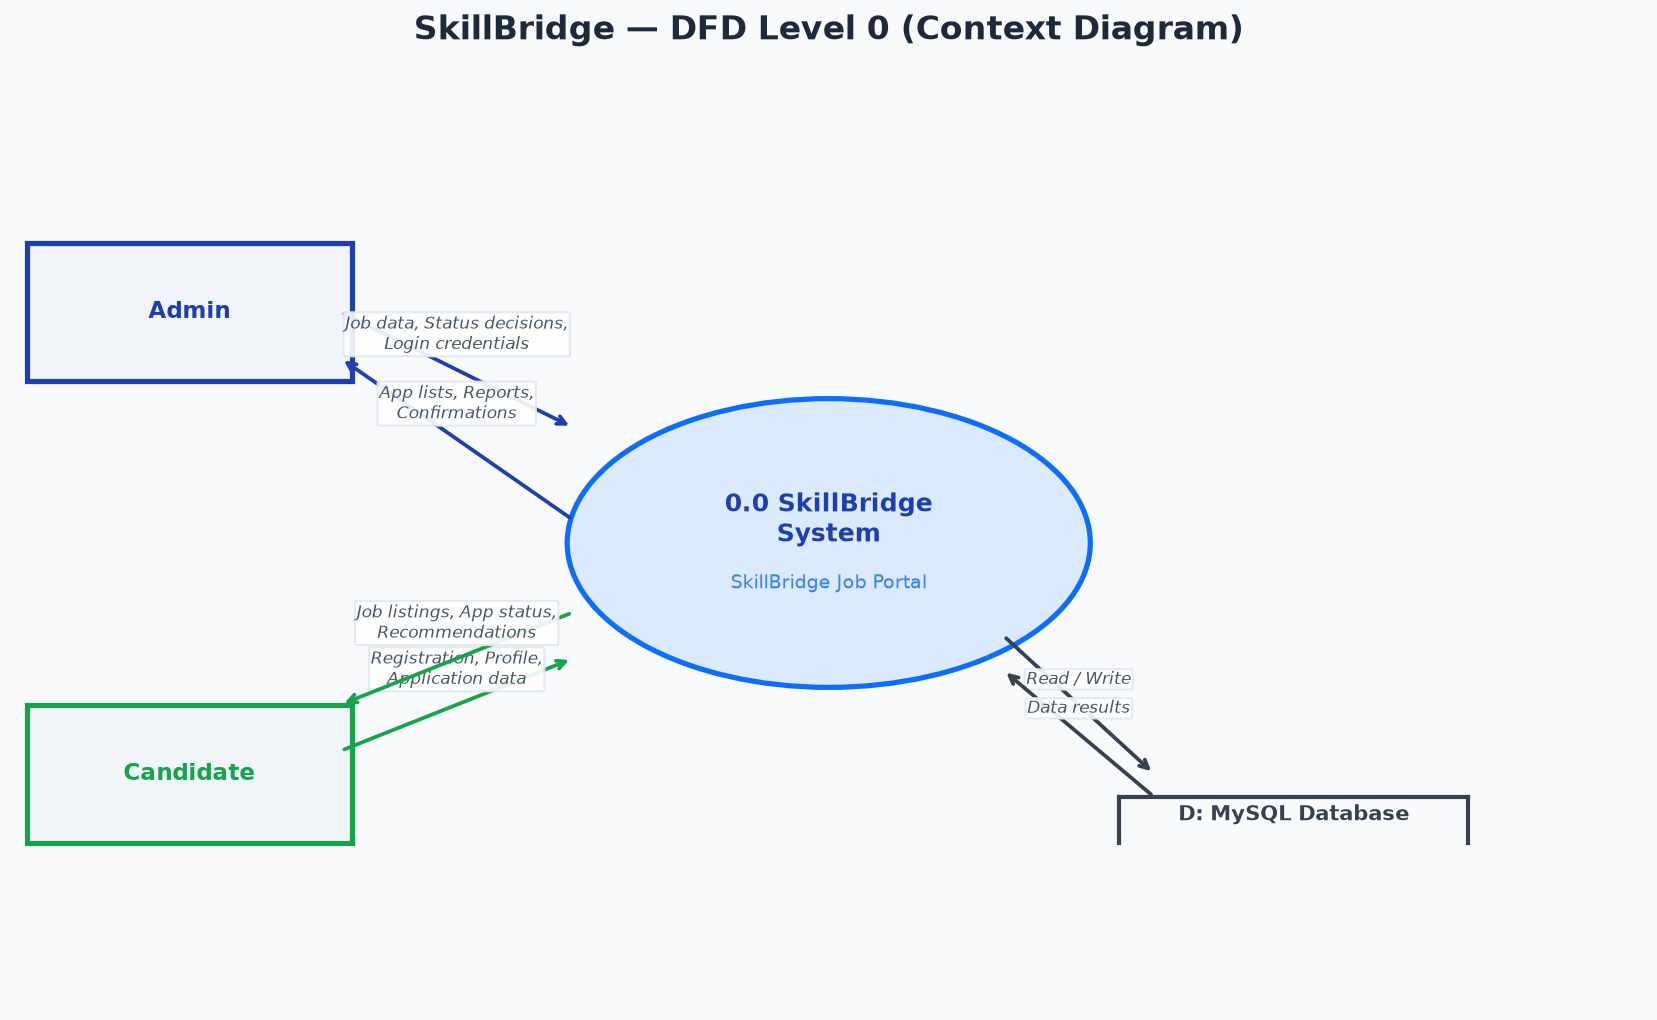 SkillBridge — DFD Level 0 (Context Diagram)
Admin
Job data, Status decisions,
Login credentials
App lists, Reports,
Confirmations
0.0 SkillBridge
System
SkillBridge Job Portal
Job listings, App status,
Recommendations
Registration, Profile,
Application data
Read / Write
Data results
Candidate
D: MySQL Database